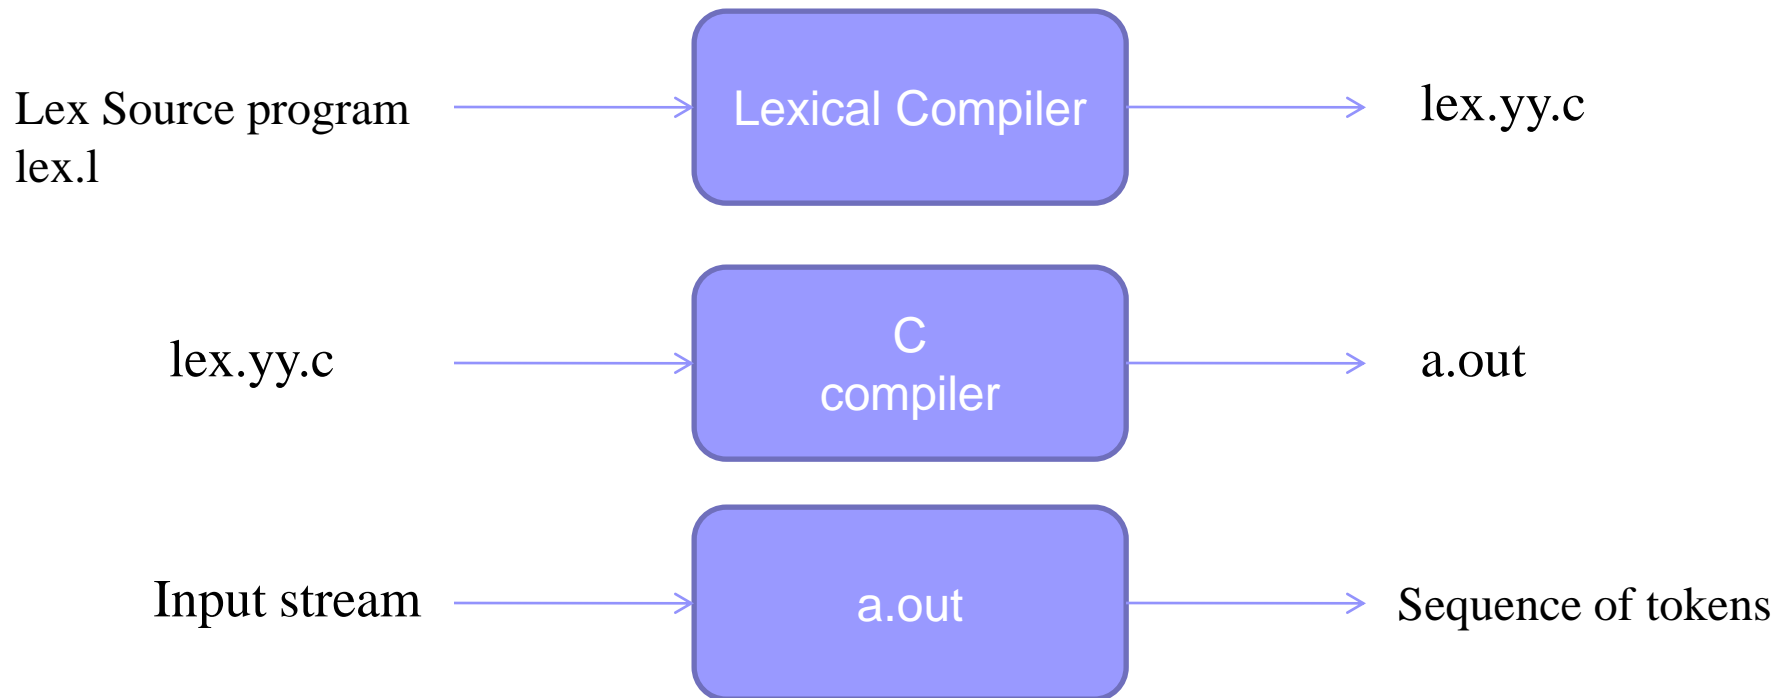 Lex Source program
lex.l
Lexical Compiler
lex.yy.c
lex.yy.c
C
compiler
a.out
Input stream
a.out
Sequence of tokens